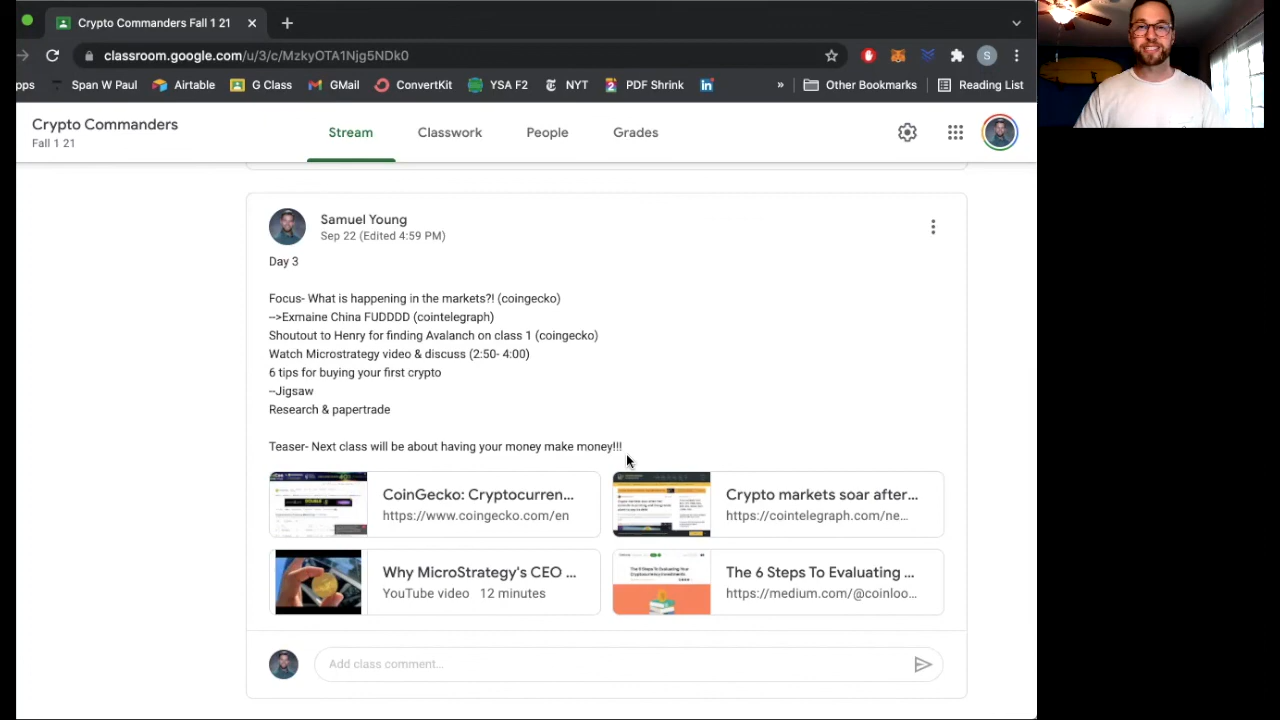 Crypto Commanders Fall 1 21
classroom.google.com/u/3/c/MzkyOTA1Njg5NDk0
pps
Span W Paul
Airtable
G Class
GMail
ConvertKit
YSA F2
NYT
PDF Shrink
»
Other Bookmarks
Reading List
Crypto Commanders
Fall 1 21
Stream
Classwork
People
Grades
Samuel Young
Sep 22 (Edited 4:59 PM)
Day 3
Focus- What is happening in the markets?! (coingecko)
-->Exmaine China FUDDDD (cointelegraph)
Shoutout to Henry for finding Avalanch on class 1 (coingecko)
Watch Microstrategy video & discuss (2:50- 4:00)
6 tips for buying your first crypto
--Jigsaw
Research & papertrade
Teaser- Next class will be about having your money make money!!!
CoinGecko: Cryptocurren...
https://www.coingecko.com/en
Crypto markets soar after...
https://cointelegraph.com/ne...
Why MicroStrategy's CEO ...
YouTube video 12 minutes
The 6 Steps To Evaluating ...
https://medium.com/@coinloo...
Add class comment...